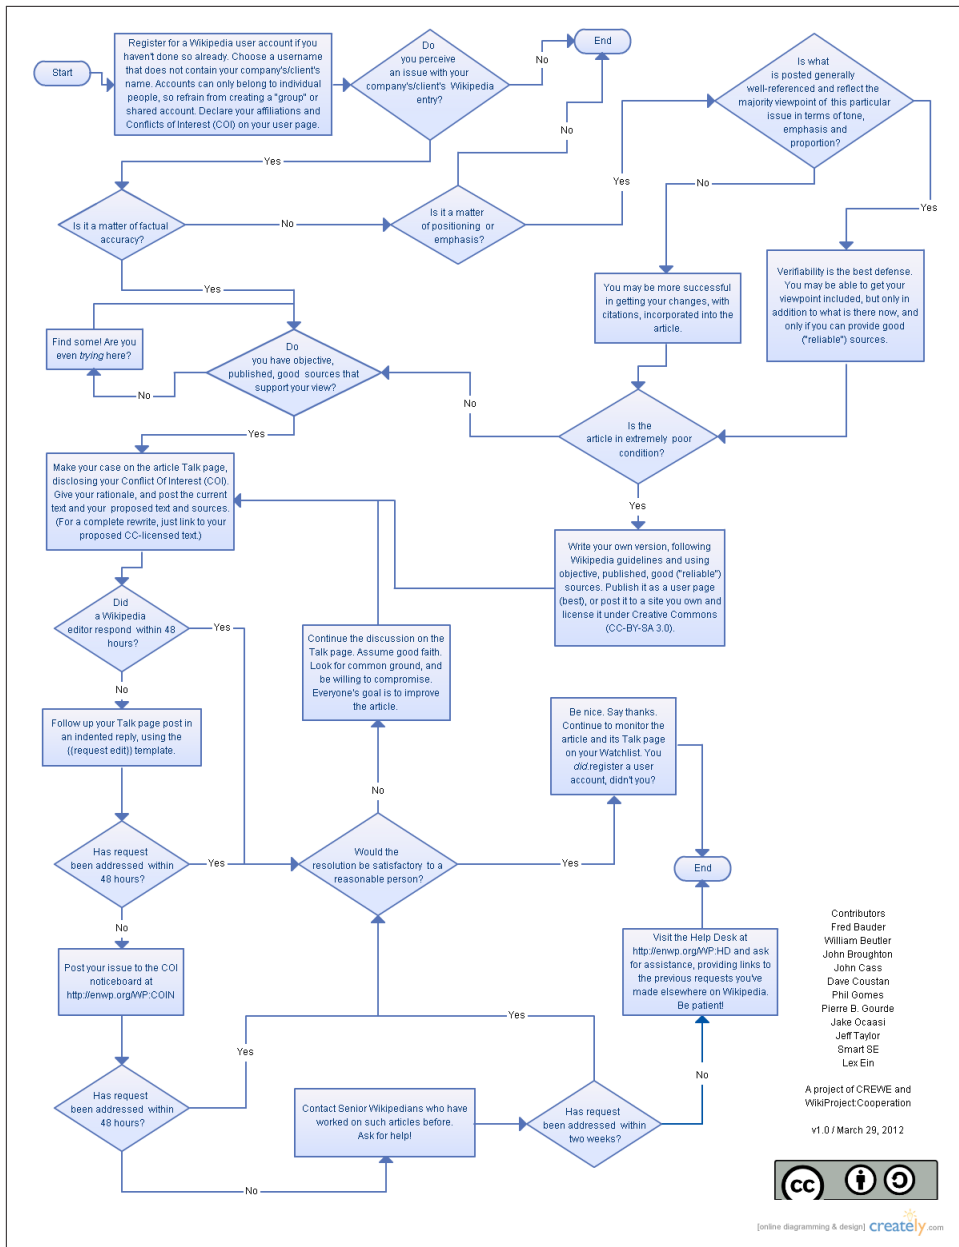 Start
Register for a Wikipedia user account if you
haven't done so already. Choose a username
that does not contain your company's/client's
name. Accounts can only belong to individual
people, so refrain from creating a "group" or
shared account. Declare your affiliations and
Conflicts of Interest (COI) on your user page.
Do
you perceive
an issue with your
company's/client's Wikipedia
entry?
No
End
Is what
is posted generally
well-referenced and reflect the
majority viewpoint of this particular
issue in terms of tone,
emphasis and
proportion?
No
Yes
Yes
No
Yes
Is it a matter of factual
accuracy?
No
Is it a matter
of positioning or
emphasis?
Verifiability is the best defense.
You may be able to get your
viewpoint included, but only in
addition to what is there now, and
only if you can provide good
("reliable") sources.
You may be more successful
in getting your changes, with
citations, incorporated into the
article.
Yes
Find some! Are you
even trying here?
Do
you have objective,
published, good sources that
support your view?
No
No
Is the
article in extremely poor
condition?
Yes
Make your case on the article Talk page,
disclosing your Conflict Of Interest (COI).
Give your rationale, and post the current
text and your proposed text and sources.
(For a complete rewrite, just link to your
proposed CC-licensed text.)
Yes
Write your own version, following
Wikipedia guidelines and using
objective, published, good ("reliable")
sources. Publish it as a user page
(best), or post it to a site you own and
license it under Creative Commons
(CC-BY-SA 3.0).
Did
a Wikipedia
editor respond within 48
hours?
Yes
Continue the discussion on the
Talk page. Assume good faith.
Look for common ground, and
be willing to compromise.
Everyone's goal is to improve
the article.
No
Follow up your Talk page post in
an indented reply, using the
{{request edit}} template.
Be nice. Say thanks.
Continue to monitor the
article and its Talk page
on your Watchlist. You
did register a user
account, didn't you?
No
Has request
been addressed within
48 hours?
Yes
Would the
resolution be satisfactory to a
reasonable person?
Yes
End
No
Post your issue to the COI
noticeboard at
http://enwp.org/WP:COIN
Visit the Help Desk at
http://enwp.org/WP:HD and ask
for assistance, providing links to
the previous requests you've
made elsewhere on Wikipedia.
Be patient!
Yes
Yes
No
Has request
been addressed within
48 hours?
Contact Senior Wikipedians who have
worked on such articles before.
Ask for help!
Has request
been addressed within
two weeks?
No
Contributors
Fred Bauder
William Beutler
John Broughton
John Cass
Dave Coustan
Phil Gomes
Pierre B. Gourde
Jake Ocaasi
Jeff Taylor
Smart SE
Lex Ein
A project of CREWE and
WikiProject:Cooperation
v1.0 / March 29, 2012
cc
[online diagramming & design] creately.com